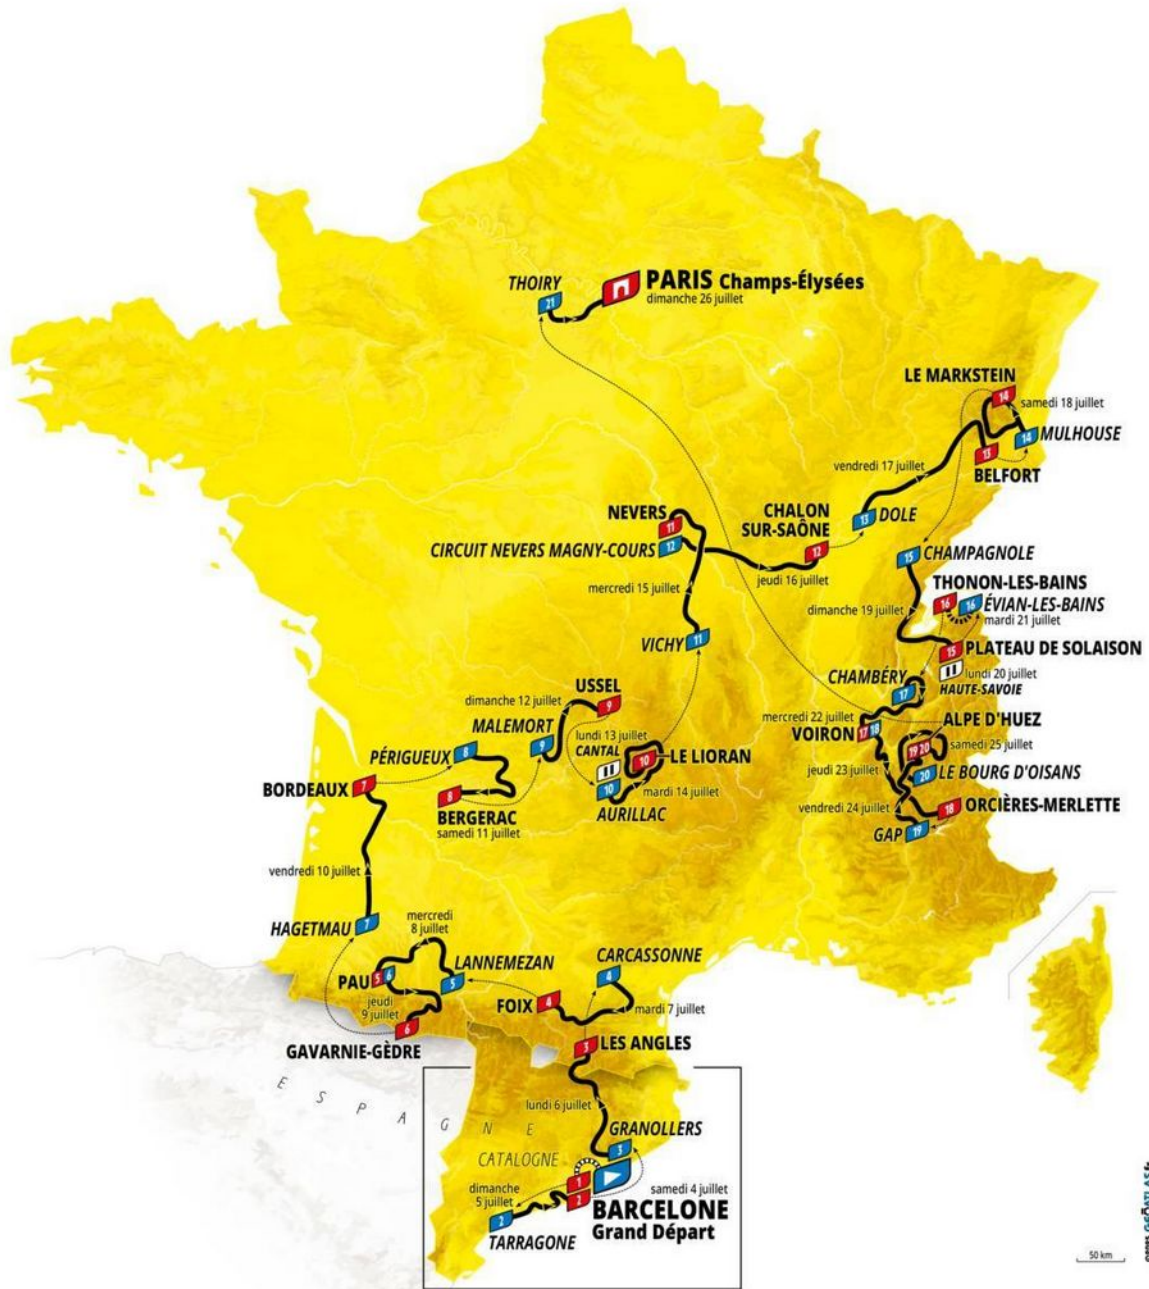 THOIRY
21
PARIS Champs-Élysées
dimanche 26 juillet
LE MARKSTEIN
14
samedi 18 juillet
14
MULHOUSE
13
BELFORT
vendredi 17 juillet
NEVERS
11
12
CIRCUIT NEVERS MAGNY-COURS
CHALON
SUR-SAÔNE
12
13
DOLE
jeudi 16 juillet
15
CHAMPAGNOLE
mercredi 15 juillet
THONON-LES-BAINS
16
16
ÉVIAN-LES-BAINS
mardi 21 juillet
dimanche 19 juillet
VICHY
11
15
PLATEAU DE SOLAISON
lundi 20 juillet
HAUTE-SAVOIE
CHAMBÉRY
17
USSEL
9
dimanche 12 juillet
mercredi 22 juillet
VOIRON
17
18
ALPE D'HUEZ
19
20
samedi 25 juillet
MALEMORT
9
lundi 13 juillet
CANTAL
10
LE LIORAN
PÉRIGUEUX
8
jeudi 23 juillet
20
LE BOURG D'OISANS
BORDEAUX
7
8
BERGERAC
samedi 11 juillet
10
mardi 14 juillet
AURILLAC
vendredi 24 juillet
18
ORCIÈRES-MERLETTE
GAP
19
vendredi 10 juillet
HAGETMAU
7
mercredi
8 juillet
PAU
5
6
LANNEMEZAN
5
CARCASSONNE
4
jeudi
9 juillet
6
GAVARNIE-GÈDRE
FOIX
4
mardi 7 juillet
3
LES ANGLES
ESPAGNE
lundi 6 juillet
GRANOLLERS
3
CATALOGNE
1
2
samedi 4 juillet
BARCELONE
Grand Départ
dimanche
5 juillet
2
TARRAGONE
50 km
GÉOATLAS.fr